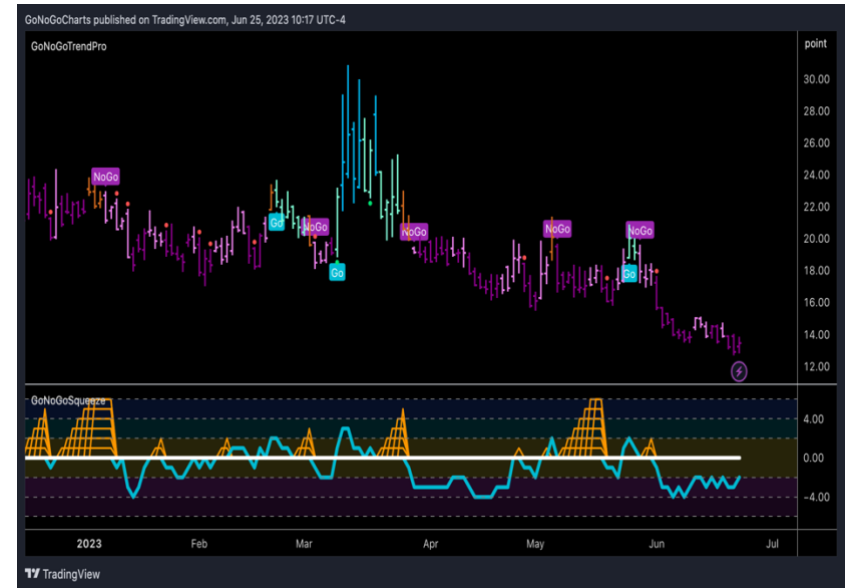 GoNoGoCharts published on TradingView.com, Jun 25, 2023 10:17 UTC-4
GoNoGoTrendPro
point
30.00
28.00
26.00
24.00
22.00
20.00
18.00
16.00
14.00
12.00
NoGo
Go
NoGo
Go
NoGo
NoGo
NoGo
Go
GoNoGoSqueeze
4.00
0.00
-4.00
2023 Feb Mar Apr May Jun Jul
TradingView